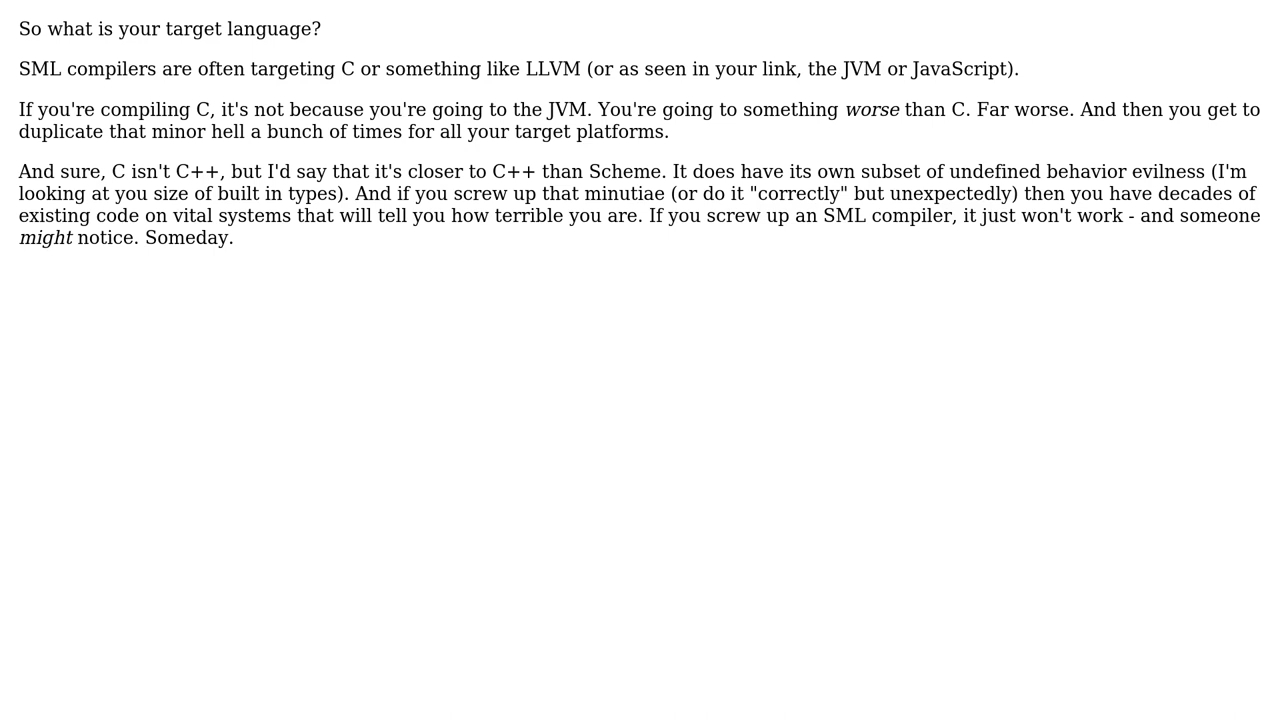 So what is your target language?
SML compilers are often targeting C or something like LLVM (or as seen in your link, the JVM or JavaScript).
If you're compiling C, it's not because you're going to the JVM. You're going to something worse than C. Far worse. And then you get to
duplicate that minor hell a bunch of times for all your target platforms.
And sure, C isn't C++, but I'd say that it's closer to C++ than Scheme. It does have its own subset of undefined behavior evilness (I'm
looking at you size of built in types). And if you screw up that minutiae (or do it "correctly" but unexpectedly) then you have decades of
existing code on vital systems that will tell you how terrible you are. If you screw up an SML compiler, it just won't work - and someone
might notice. Someday.